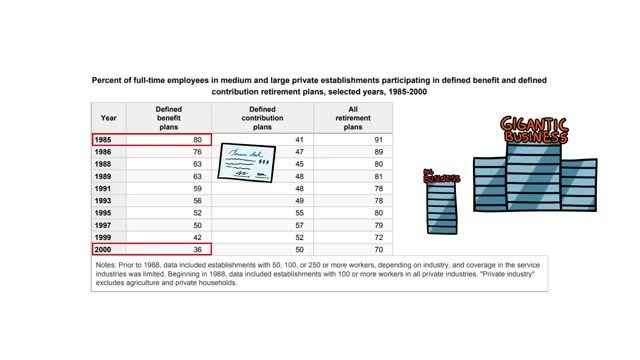 Percent of full-time employees in medium and large private establishments participating in defined benefit and defined
contribution retirement plans, selected years, 1985-2000
Year Defined benefit plans Defined contribution plans All retirement plans
1985 80 41 91
1986 76 47 89
1988 63 45 80
1989 63 48 81
1991 59 48 78
1993 56 49 78
1995 52 55 80
1997 50 57 79
1999 42 52 72
2000 36 50 70
$$$
BUSINESS
GIGANTIC
BUSINESS
Notes: Prior to 1988, data included establishments with 50, 100, or 250 or more workers, depending on industry, and coverage in the service
industries was limited. Beginning in 1988, data included establishments with 100 or more workers in all private industries. "Private industry"
excludes agriculture and private households.